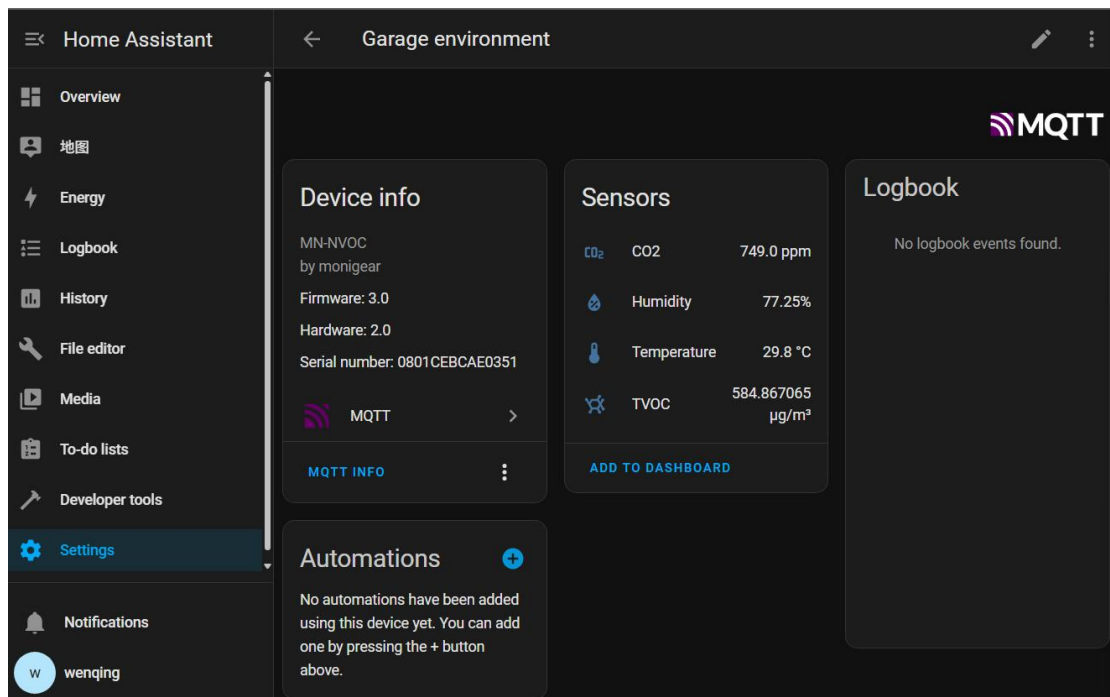 Home Assistant
Overview
地图
Energy
Logbook
History
File editor
Media
To-do lists
Developer tools
Settings
Notifications
w
wenqing
Garage environment
MQTT
Device info
MN-NVOC
by monigear
Firmware: 3.0
Hardware: 2.0
Serial number: 0801CEBCAE0351
MQTT
MQTT INFO
Automations
No automations have been added
using this device yet. You can add
one by pressing the + button
above.
Sensors
CO2 CO2 749.0 ppm
Humidity 77.25%
Temperature 29.8 °C
TVOC 584.867065
µg/m³
ADD TO DASHBOARD
Logbook
No logbook events found.